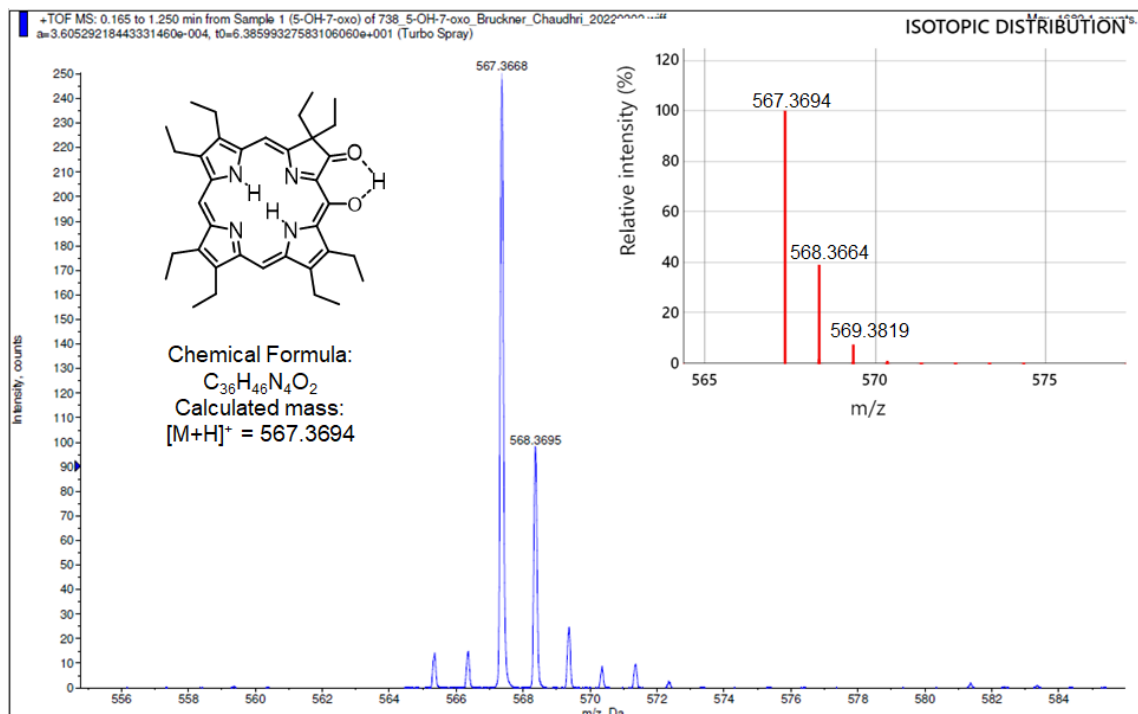 +TOF MS: 0.165 to 1.250 min from Sample 1 (5-OH-7-oxo) of 738_5-OH-7-oxo_Bruckner_Chaudhri_
a=3.60529218443331460e-004, t0=6.38599327583106060e+001 (Turbo Spray)
ISOTOPIC DISTRIBUTION
250
240
230
220
210
200
190
180
170
160
150
140
130
120
110
100
90
80
70
60
50
40
30
20
10
0
Intensity, counts
567.3668
568.3695
N
H
N
O
H
O
H
N
N
Chemical Formula:
C₃₆H₄₆N₄O₂
Calculated mass:
[M+H]⁺ = 567.3694
Relative intensity (%)
120
100
80
60
40
20
0
567.3694
568.3664
569.3819
565 570 575
m/z
556 558 560 562 564 566 568 570 572 574 576 578 580 582 584
m/z, Da